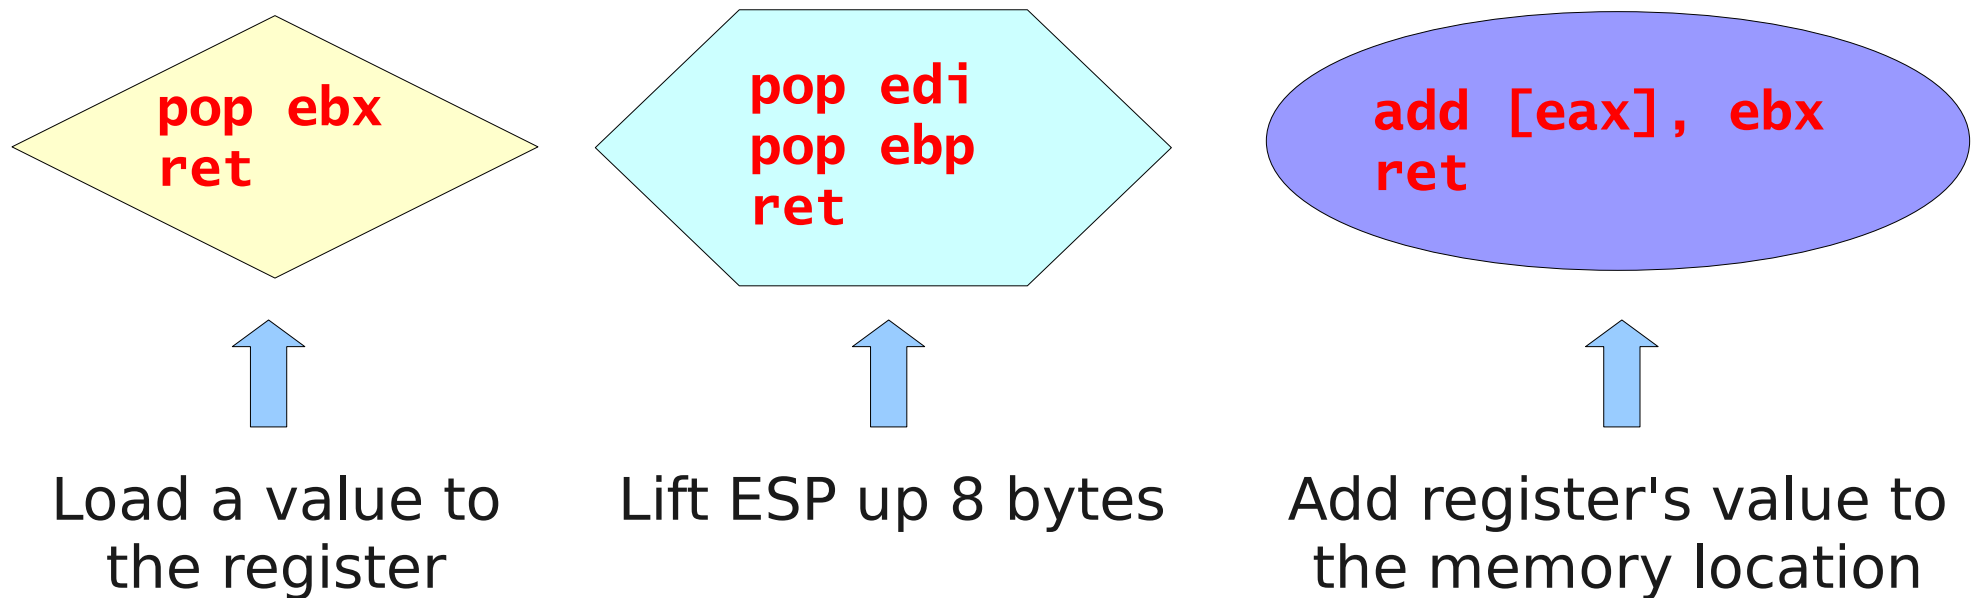 pop ebx
ret
pop edi
pop ebp
ret
add [eax], ebx
ret
Load a value to
the register
Lift ESP up 8 bytes
Add register's value to
the memory location